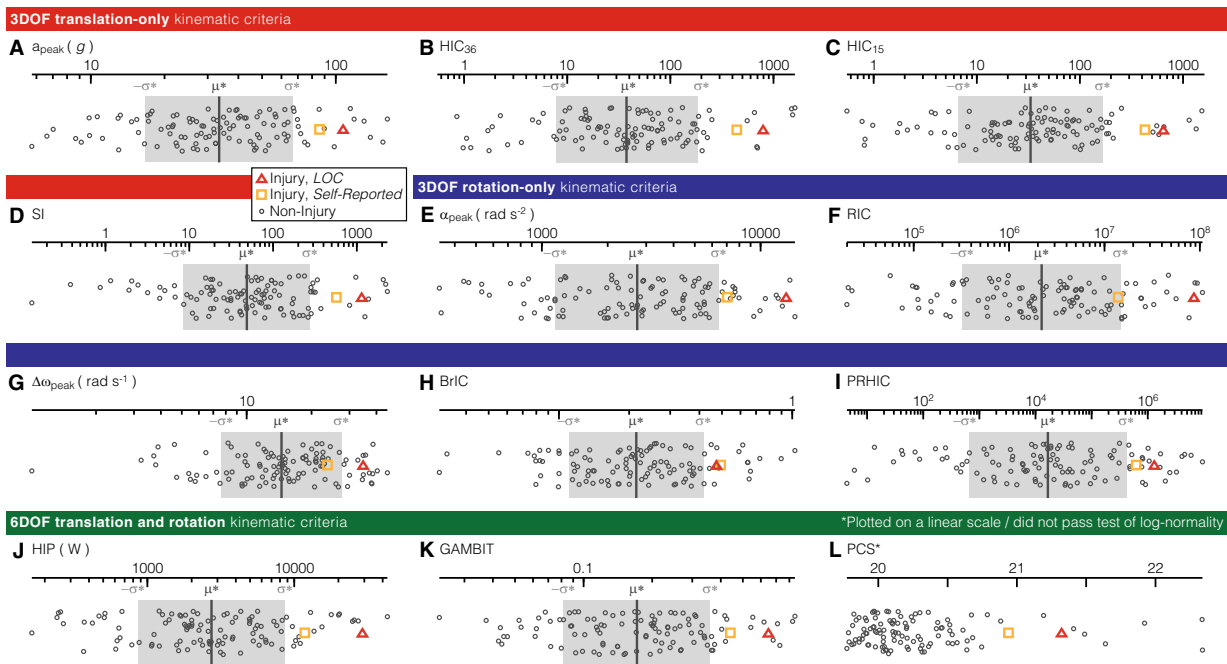 3DOF translation-only kinematic criteria
A a_peak ( g )
B HIC36
C HIC15
10 100
1 10 100 1000
1 10 100 1000
−σ* μ* σ*
−σ* μ* σ*
−σ* μ* σ*
Injury, LOC
Injury, Self-Reported
Non-Injury
3DOF rotation-only kinematic criteria
D SI
E α_peak ( rad s-2 )
F RIC
1 10 100 1000
1000 10000
10^5 10^6 10^7 10^8
−σ* μ* σ*
−σ* μ* σ*
−σ* μ* σ*
G Δω_peak ( rad s-1 )
H BrIC
I PRHIC
10
1
10^2 10^4 10^6
−σ* μ* σ*
−σ* μ* σ*
−σ* μ* σ*
6DOF translation and rotation kinematic criteria
*Plotted on a linear scale / did not pass test of log-normality
J HIP ( W )
K GAMBIT
L PCS*
1000 10000
0.1
20 21 22
−σ* μ* σ*
−σ* μ* σ*